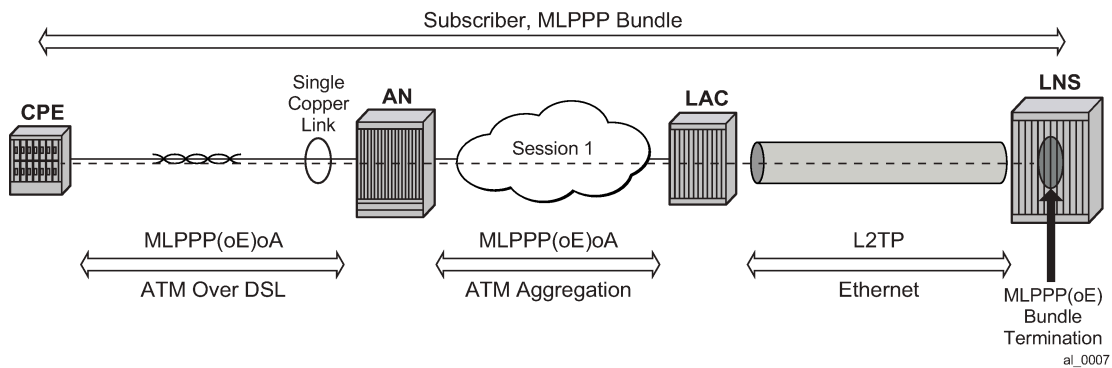 Subscriber, MLPPP Bundle
CPE
Single
Copper
Link
AN
LAC
LNS
Session 1
MLPPP(oE)oA
MLPPP(oE)oA
L2TP
ATM Over DSL
ATM Aggregation
Ethernet
MLPPP(oE)
Bundle
Termination
al_0007